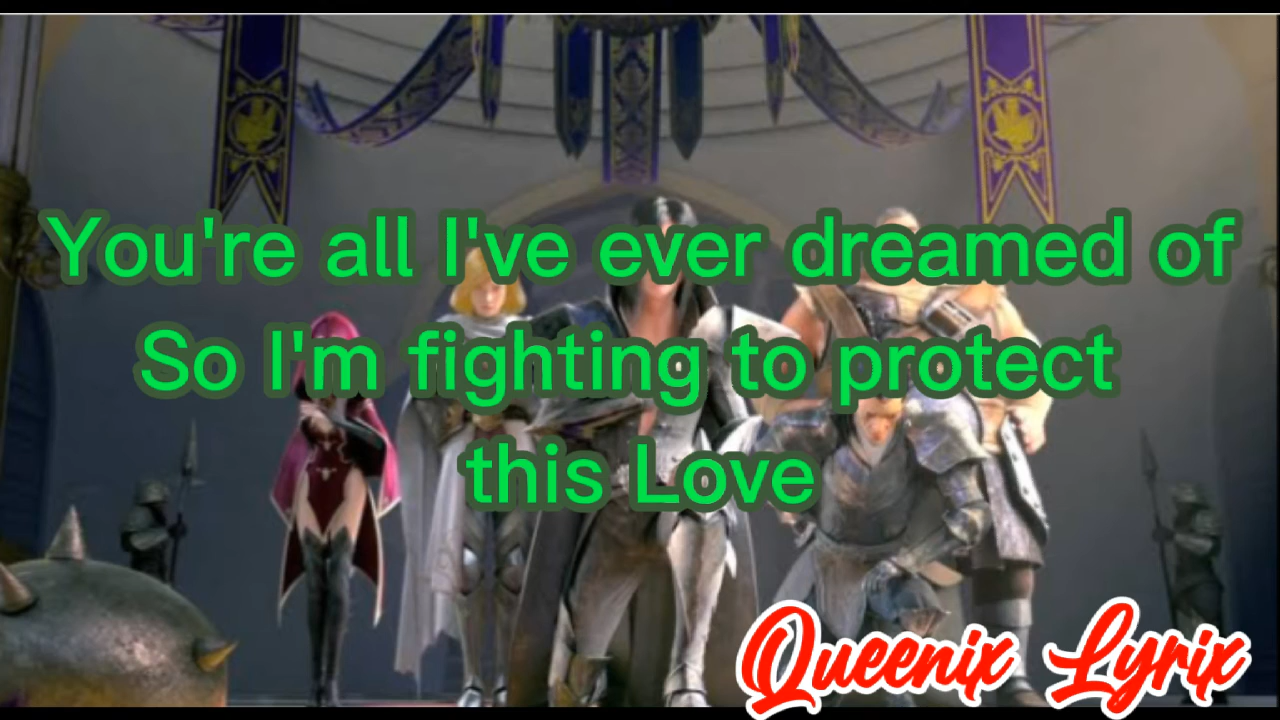 You're all I've ever dreamed of
So I'm fighting to protect
this Love
Queenix Lyrix